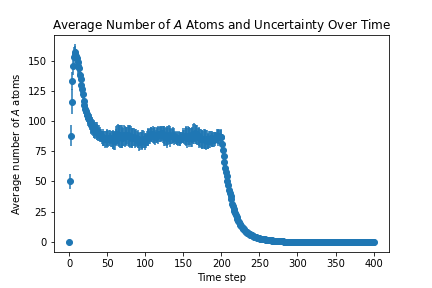 Average Number of A Atoms and Uncertainty Over Time
Average number of A atoms
150
125
100
75
50
25
0
0 50 100 150 200 250 300 350 400
Time step